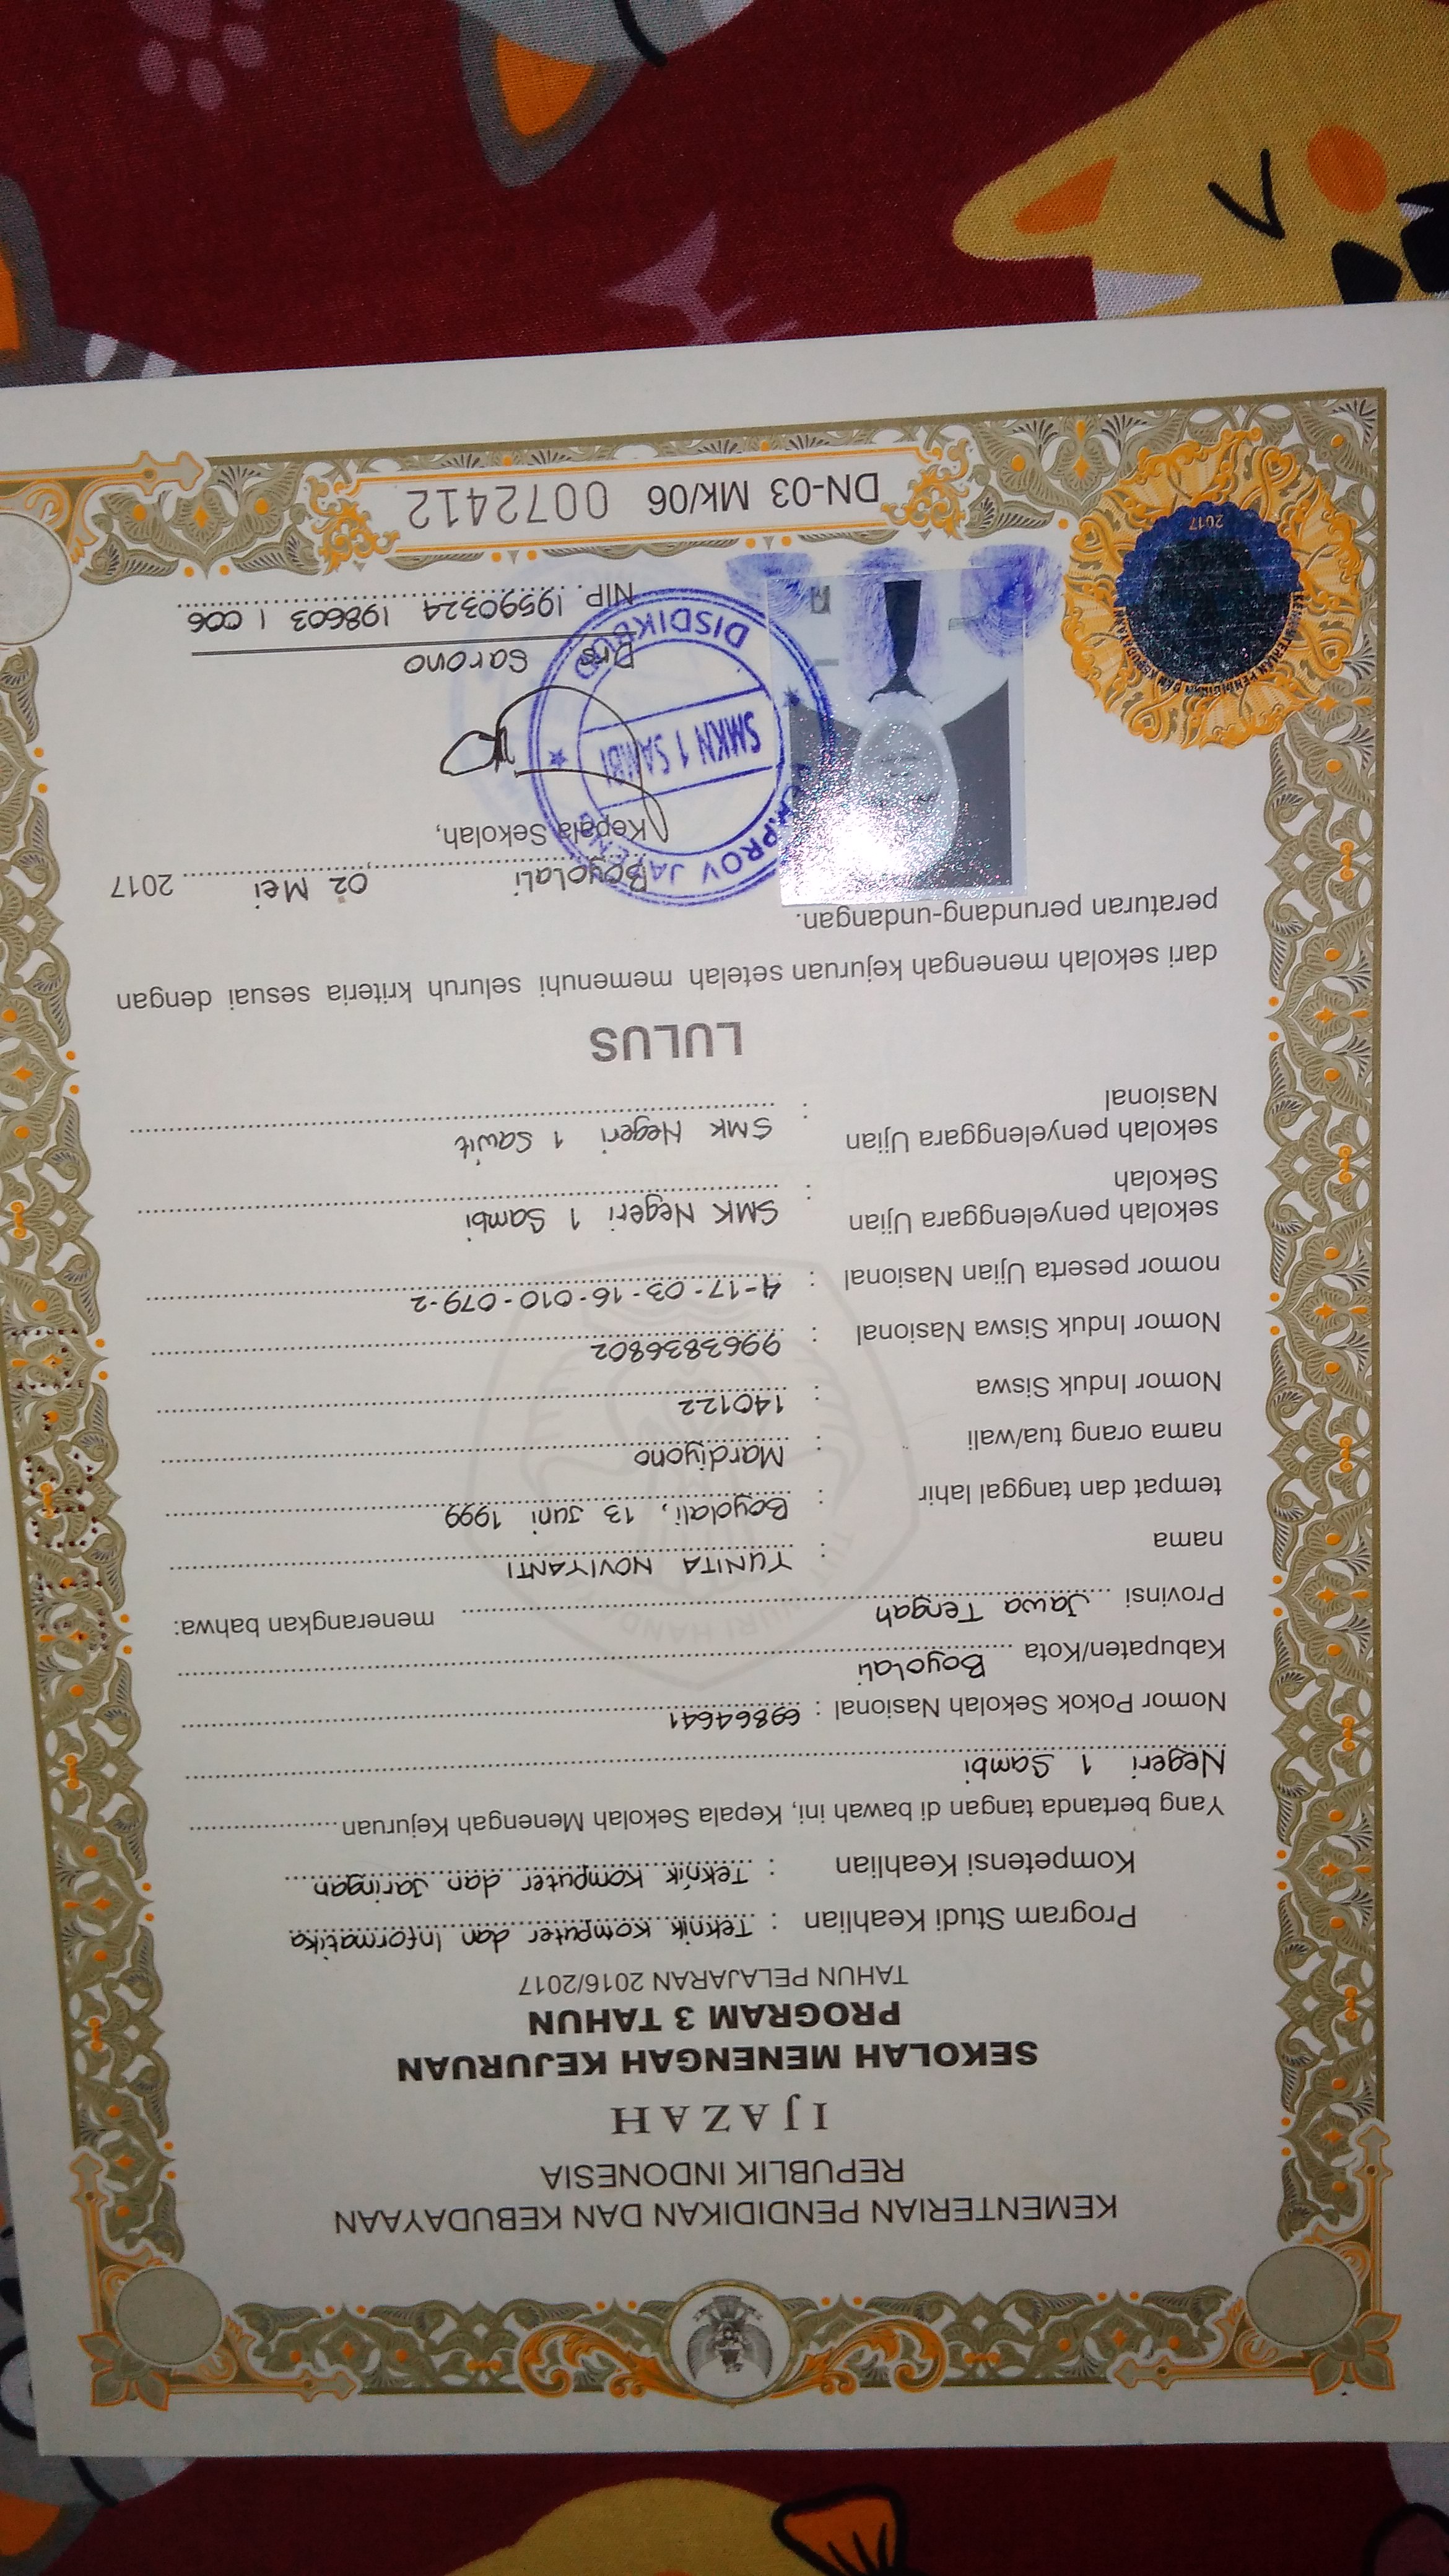 KEMENTERIAN PENDIDIKAN DAN KEBUDAYAAN
REPUBLIK INDONESIA
IJAZAH
SEKOLAH MENENGAH KEJURUAN
PROGRAM 3 TAHUN
TAHUN PELAJARAN 2016/2017
Program Studi Keahlian : Teknik Komputer dan Informatika
Kompetensi Keahlian : Teknik Komputer dan Jaringan
Yang bertanda tangan di bawah ini, Kepala Sekolah Menengah Kejuruan
Negeri 1 Sambi
Nomor Pokok Sekolah Nasional : 69864641
Kabupaten/Kota Boyolali
Provinsi Jawa Tengah menerangkan bahwa:
nama : YUNITA NOVIYANTI
tempat dan tanggal lahir : Boyolali, 13 Juni 1999
nama orang tua/wali : Mardiyono
Nomor Induk Siswa : 140122
Nomor Induk Siswa Nasional : 9963836802
nomor peserta Ujian Nasional : 4-17-03-16-010-079-2
sekolah penyelenggara Ujian
Sekolah : SMK Negeri 1 Sambi
sekolah penyelenggara Ujian
Nasional : SMK Negeri 1 Sawit
LULUS
dari sekolah menengah kejuruan setelah memenuhi seluruh kriteria sesuai dengan
peraturan perundang-undangan.
Boyolali, 02 Mei 2017
Kepala Sekolah,
SMKN 1 SAMBI
DISDIKBUD
Drs Sarono
NIP. 19590324 198603 1 006
KEMENTERIAN PENDIDIKAN DAN KEBUDAYAAN
2017
DN-03 Mk/06 0072412